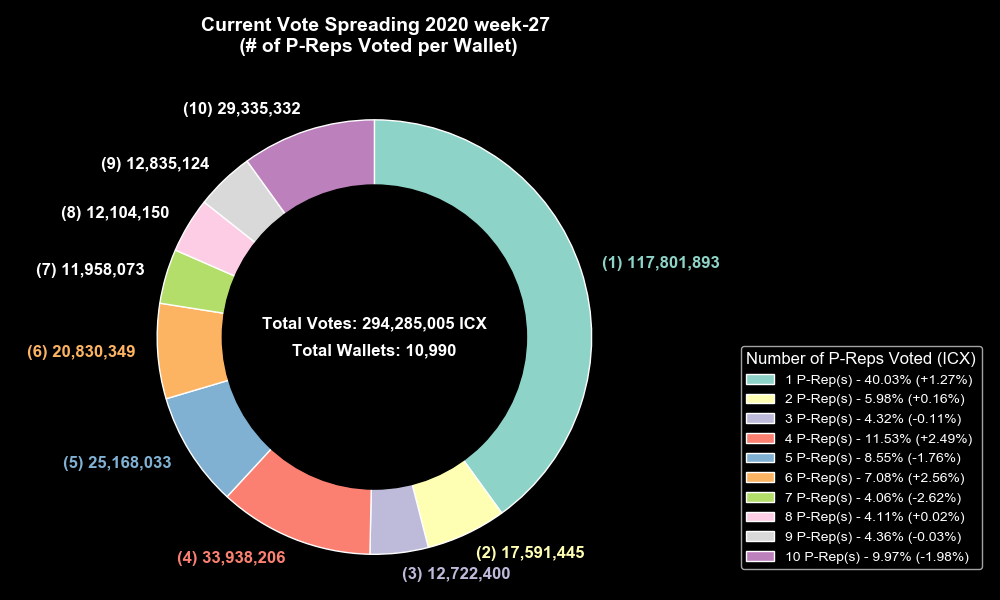 Current Vote Spreading 2020 week-27
(# of P-Reps Voted per Wallet)
(10) 29,335,332
(9) 12,835,124
(8) 12,104,150
(7) 11,958,073
(1) 117,801,893
Total Votes: 294,285,005 ICX
Total Wallets: 10,990
(6) 20,830,349
(5) 25,168,033
(4) 33,938,206
(3) 12,722,400
(2) 17,591,445
Number of P-Reps Voted (ICX)
1 P-Rep(s) - 40.03% (+1.27%)
2 P-Rep(s) - 5.98% (+0.16%)
3 P-Rep(s) - 4.32% (-0.11%)
4 P-Rep(s) - 11.53% (+2.49%)
5 P-Rep(s) - 8.55% (-1.76%)
6 P-Rep(s) - 7.08% (+2.56%)
7 P-Rep(s) - 4.06% (-2.62%)
8 P-Rep(s) - 4.11% (+0.02%)
9 P-Rep(s) - 4.36% (-0.03%)
10 P-Rep(s) - 9.97% (-1.98%)